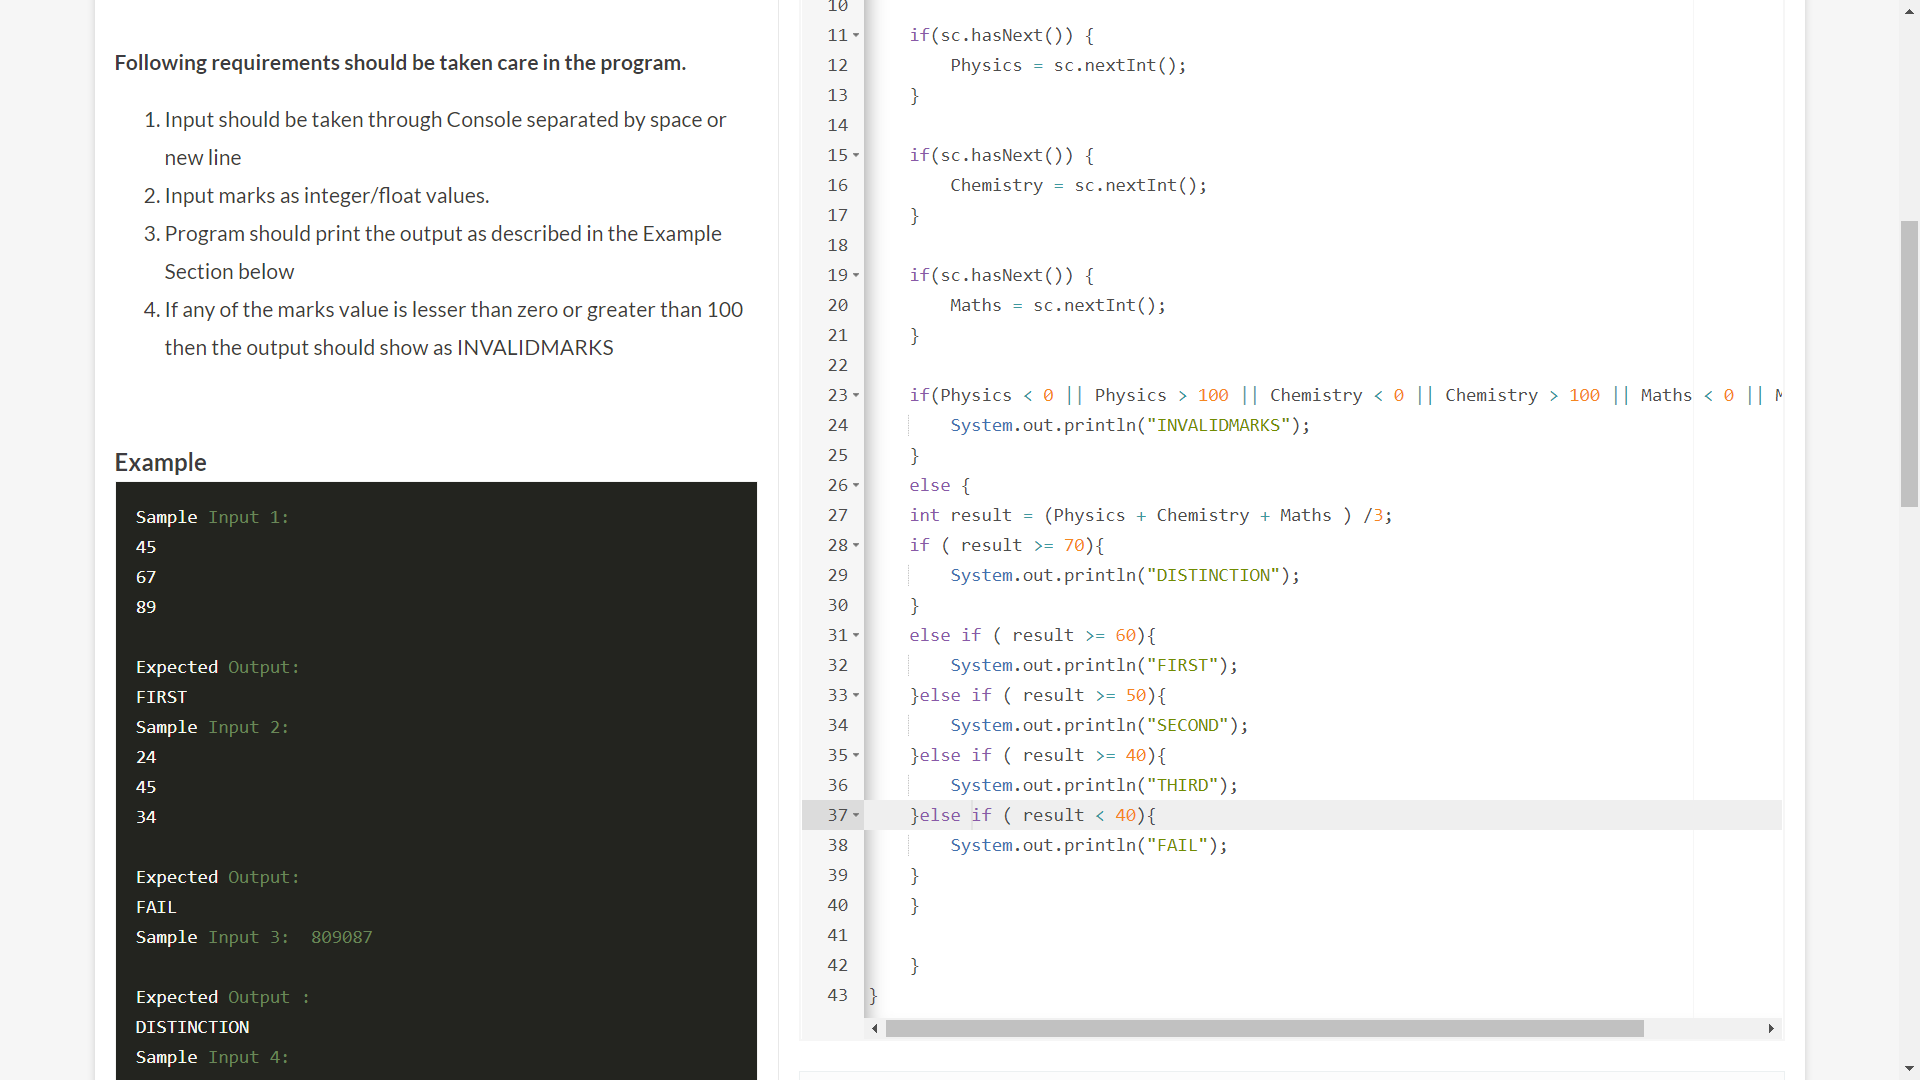 Following requirements should be taken care in the program.
1. Input should be taken through Console separated by space or
new line
2. Input marks as integer/float values.
3. Program should print the output as described in the Example
Section below
4. If any of the marks value is lesser than zero or greater than 100
then the output should show as INVALIDMARKS
Example
Sample Input 1:
45
67
89
Expected Output:
FIRST
Sample Input 2:
24
45
34
Expected Output:
FAIL
Sample Input 3:  809087
Expected Output :
DISTINCTION
Sample Input 4:
10
11 if(sc.hasNext()) {
12 Physics = sc.nextInt();
13 }
14
15 if(sc.hasNext()) {
16 Chemistry = sc.nextInt();
17 }
18
19 if(sc.hasNext()) {
20 Maths = sc.nextInt();
21 }
22
23 if(Physics < 0 || Physics > 100 || Chemistry < 0 || Chemistry > 100 || Maths < 0 ||
24 System.out.println("INVALIDMARKS");
25 }
26 else {
27 int result = (Physics + Chemistry + Maths ) /3;
28 if ( result >= 70){
29 System.out.println("DISTINCTION");
30 }
31 else if ( result >= 60){
32 System.out.println("FIRST");
33 }else if ( result >= 50){
34 System.out.println("SECOND");
35 }else if ( result >= 40){
36 System.out.println("THIRD");
37 }else if ( result < 40){
38 System.out.println("FAIL");
39 }
40 }
41
42 }
43 }